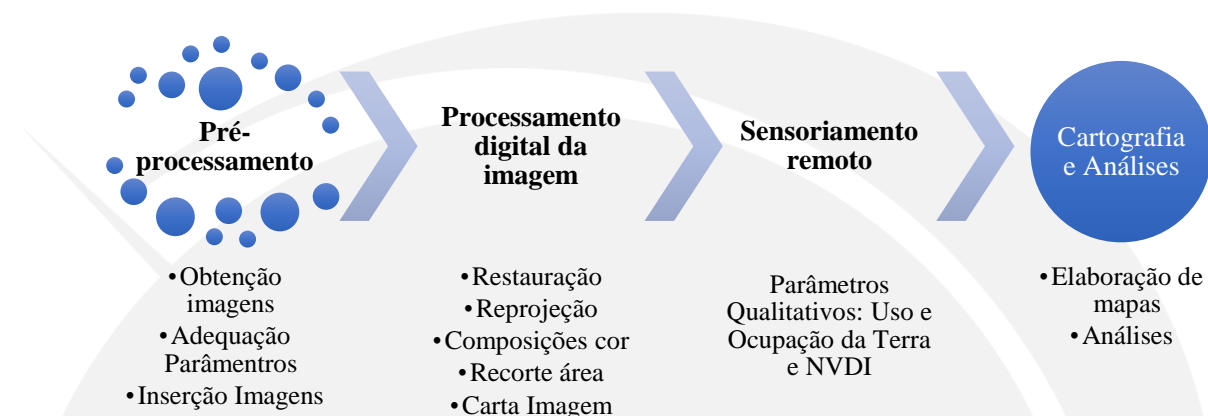 Pré-
processamento
•Obtenção
imagens
•Adequação
Parâmentros
•Inserção Imagens
Processamento
digital da
imagem
•Restauração
•Reprojeção
•Composições cor
•Recorte área
•Carta Imagem
Sensoriamento
remoto
Parâmetros
Qualitativos: Uso e
Ocupação da Terra
e NVDI
Cartografia
e Análises
•Elaboração de
mapas
•Análises